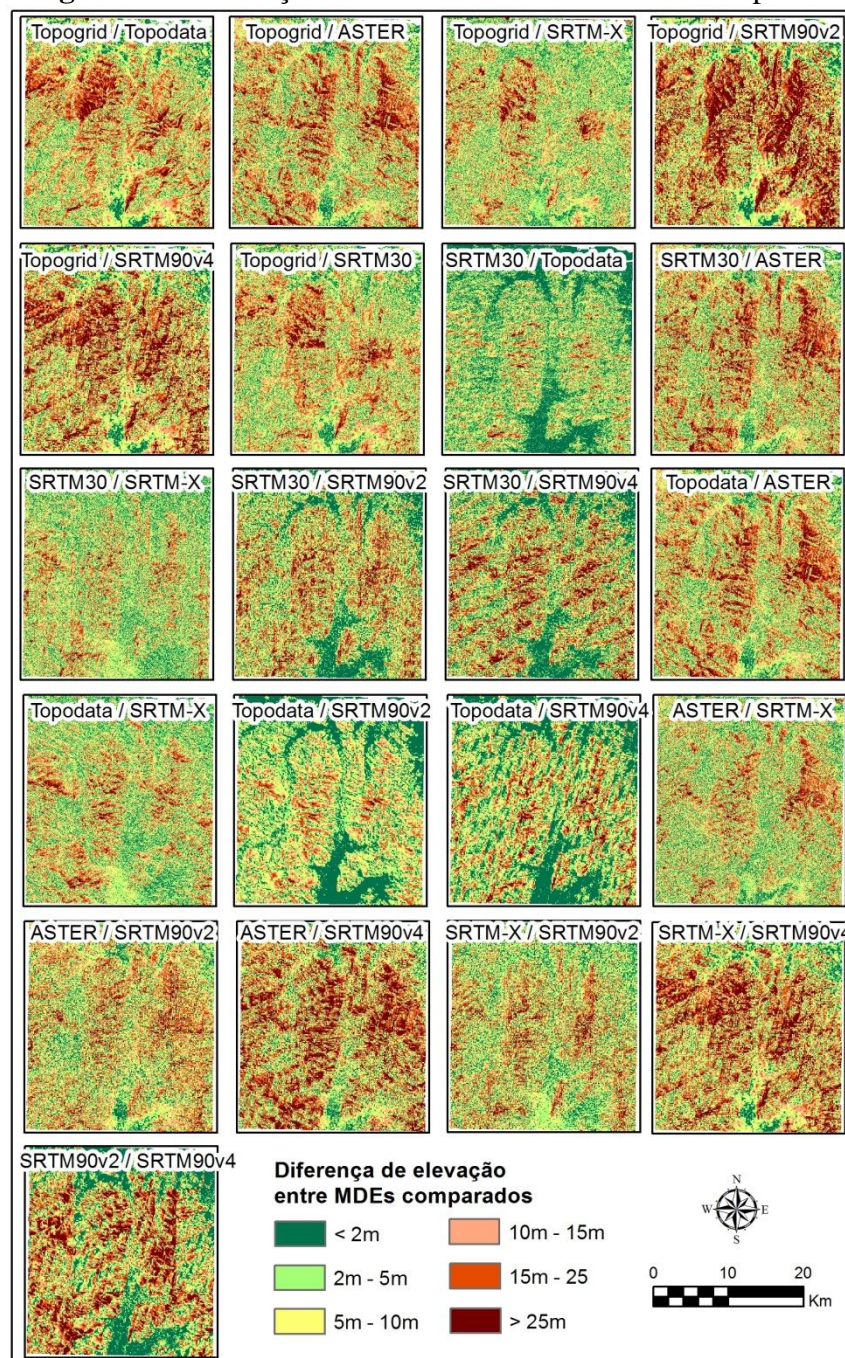 Topogrid / Topodata
Topogrid / ASTER
Topogrid / SRTM-X
Topogrid / SRTM90v2
Topogrid / SRTM90v4
Topogrid / SRTM30
SRTM30 / Topodata
SRTM30 / ASTER
SRTM30 / SRTM-X
SRTM30 / SRTM90v2
SRTM30 / SRTM90v4
Topodata / ASTER
Topodata / SRTM-X
Topodata / SRTM90v2
Topodata / SRTM90v4
ASTER / SRTM-X
ASTER / SRTM90v2
ASTER / SRTM90v4
SRTM-X / SRTM90v2
SRTM-X / SRTM90v4
SRTM90v2 / SRTM90v4
Diferença de elevação
entre MDEs comparados
< 2m
10m - 15m
2m - 5m
15m - 25
5m - 10m
> 25m
N
W E
S
0 10 20
Km